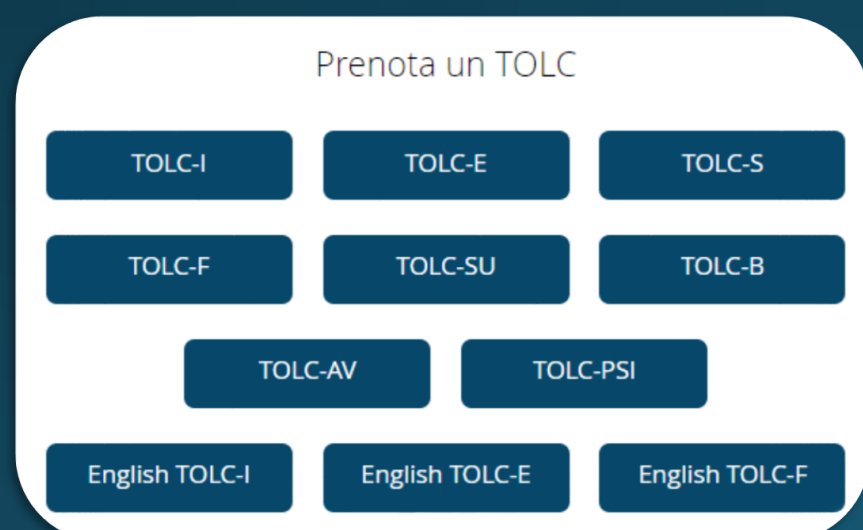 Prenota un TOLC
TOLC-I TOLC-E TOLC-S
TOLC-F TOLC-SU TOLC-B
TOLC-AV TOLC-PSI
English TOLC-I English TOLC-E English TOLC-F